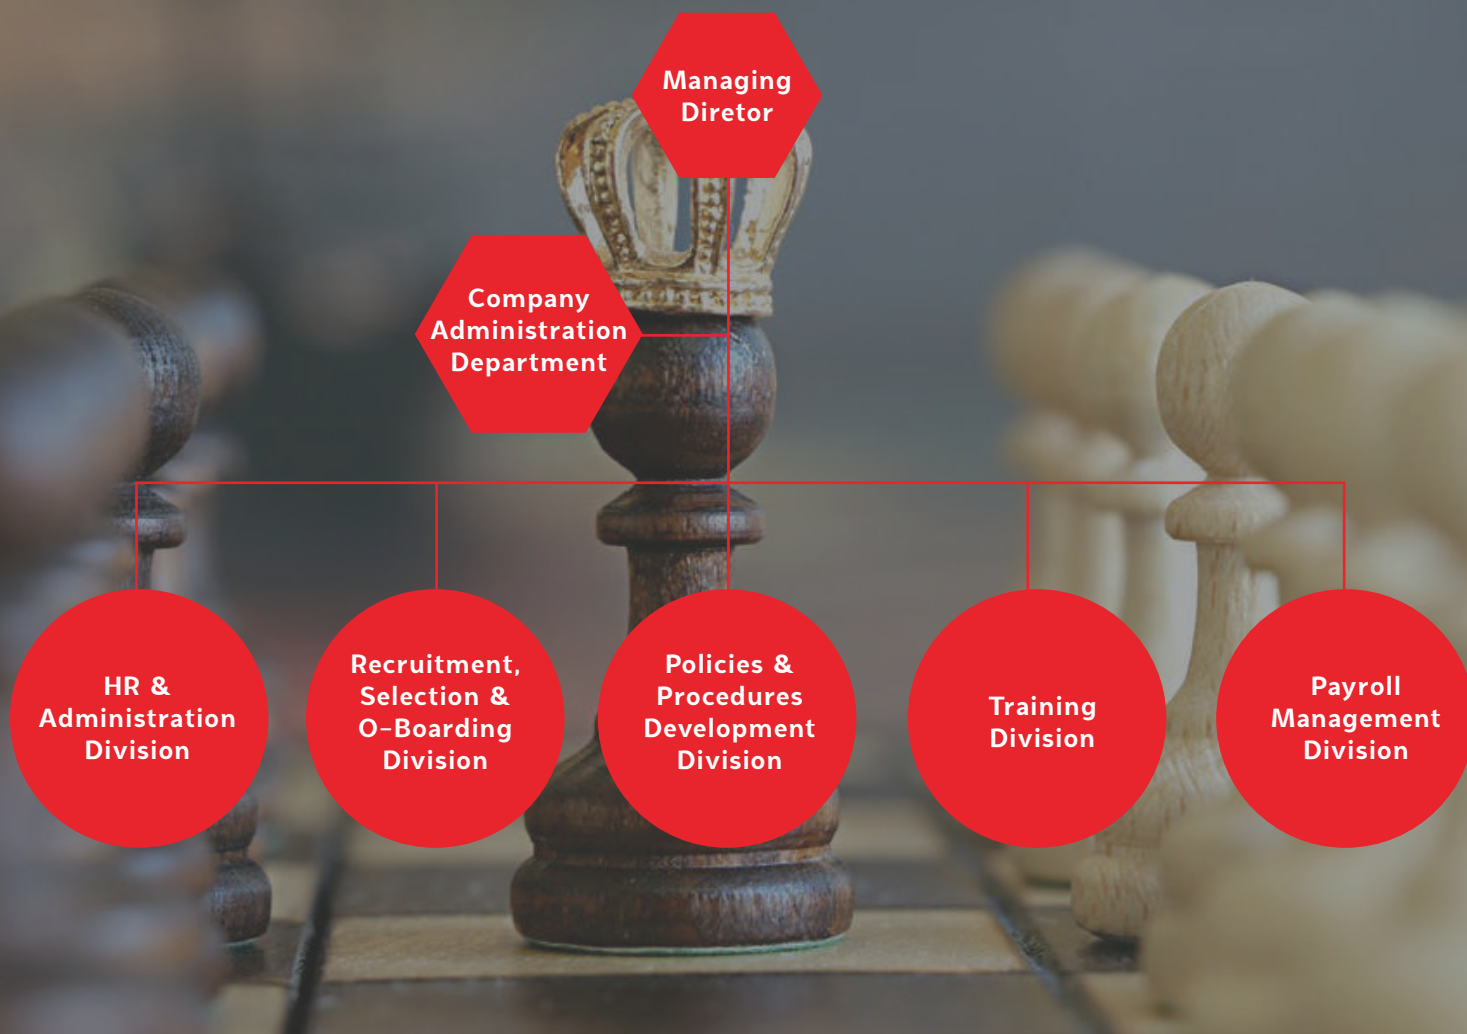 Managing
Diretor
Company
Administration
Department
HR &
Administration
Division
Recruitment,
Selection &
O-Boarding
Division
Policies &
Procedures
Development
Division
Training
Division
Payroll
Management
Division